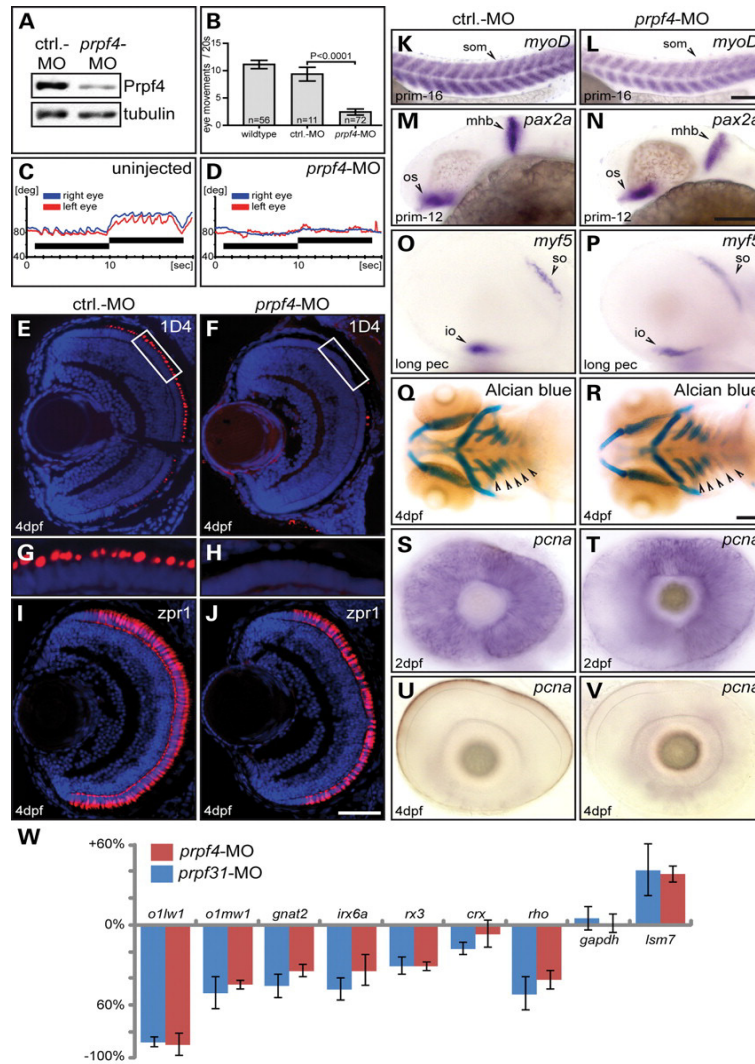 A
ctrl.-
MO
prpf4-
MO
Prpf4
tubulin
B
eye movements / 20s
15
10
5
0
P<0.0001
n=56
n=11
n=72
wildtype
ctrl.-MO
prpf4-MO
C
uninjected
[deg]
right eye
left eye
80
40
0
10
20
[sec]
D
prpf4-MO
[deg]
right eye
left eye
80
40
0
10
20
[sec]
ctrl.-MO
prpf4-MO
E
1D4
4dpf
F
1D4
4dpf
G
H
I
zpr1
4dpf
J
zpr1
4dpf
ctrl.-MO
prpf4-MO
K
som
myoD
prim-16
L
som
myoD
prim-16
M
pax2a
mhb
os
prim-12
N
pax2a
mhb
os
prim-12
O
myf5
so
io
long pec
P
myf5
so
io
long pec
Q
Alcian blue
4dpf
R
Alcian blue
4dpf
S
pcna
2dpf
T
pcna
2dpf
U
pcna
4dpf
V
pcna
4dpf
W
+60%
0%
60%
-100%
prpf4-MO
prpf31-MO
o1lw1
o1mw1
gnat2
irx6a
rx3
crx
rho
gapdh
lsm7